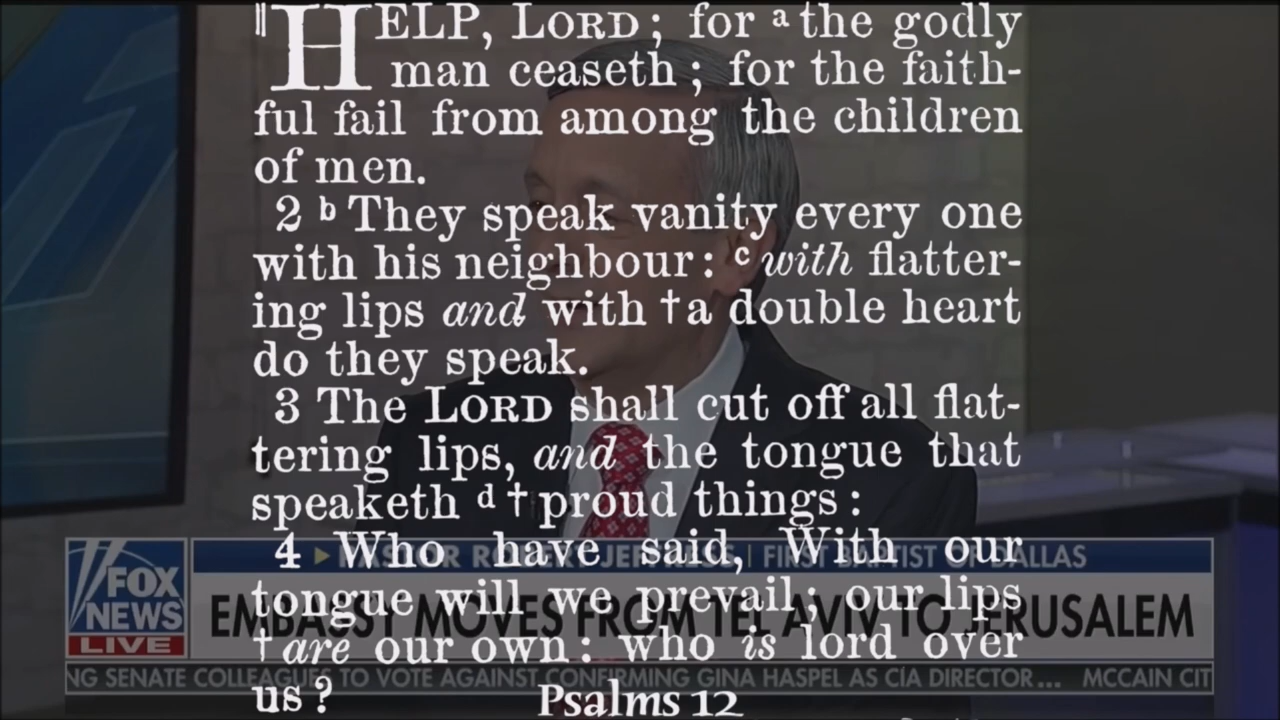 ‖HELP, LORD; for ᵃ the godly
man ceaseth; for the faith-
ful fail from among the children
of men.
2 ᵇ They speak vanity every one
with his neighbour: ᶜ with flatter-
ing lips and with † a double heart
do they speak.
3 The LORD shall cut off all flat-
tering lips, and the tongue that
speaketh ᵈ † proud things:
4 Who have said, With our
tongue will we prevail; our lips
† are our own: who is lord over
us?
Psalms 12
PASTOR ROBERT JEFFRESS | FIRST BAPTIST OF DALLAS
FOX
NEWS
LIVE
EMBASSY MOVES FROM TEL AVIV TO JERUSALEM
NG SENATE COLLEAGUES TO VOTE AGAINST CONFIRMING GINA HASPEL AS CIA DIRECTOR... MCCAIN CIT